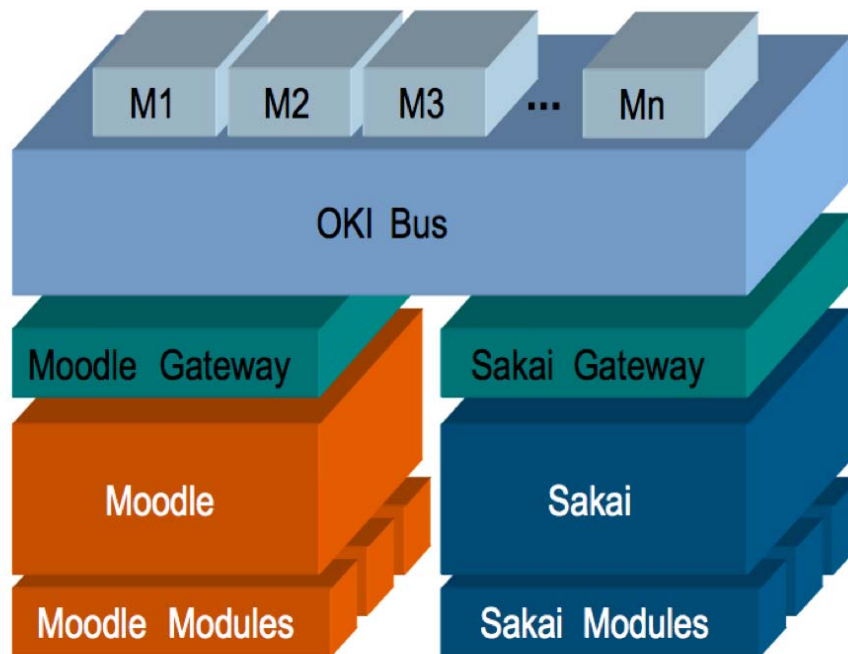 M1 M2 M3 ... Mn
OKI Bus
Moodle Gateway
Sakai Gateway
Moodle
Sakai
Moodle Modules
Sakai Modules